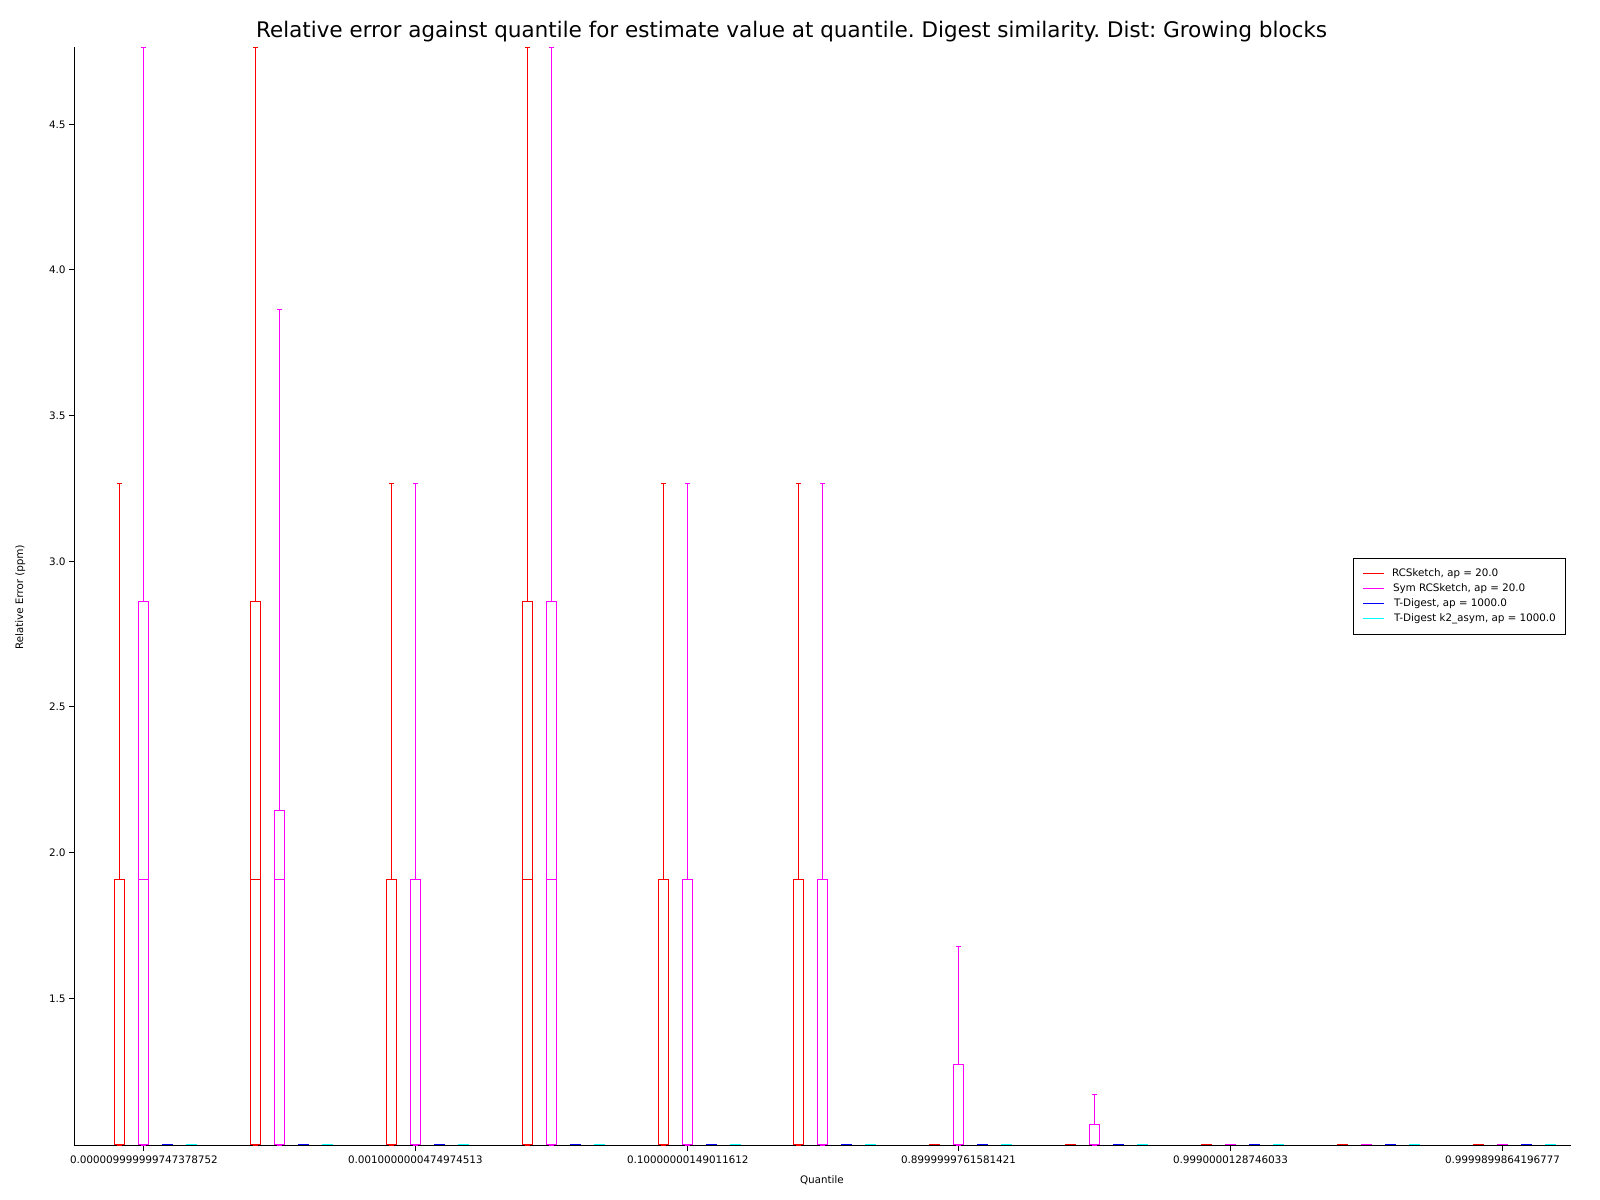 Relative error against quantile for estimate value at quantile. Digest similarity. Dist: Growing blocks
4.5
4.0
3.5
3.0
2.5
2.0
1.5
Relative Error (ppm)
RCSketch, ap = 20.0
Sym RCSketch, ap = 20.0
T-Digest, ap = 1000.0
T-Digest k2_asym, ap = 1000.0
0.000009999999747378752
0.001000000474974513
0.10000000149011612
0.8999999761581421
0.9990000128746033
0.9999899864196777
Quantile